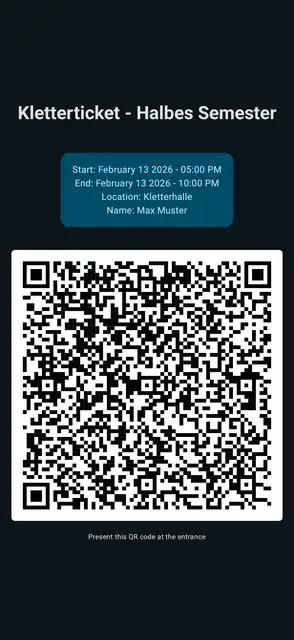 Kletterticket - Halbes Semester
Start: February 13 2026 - 05:00 PM
End: February 13 2026 - 10:00 PM
Location: Kletterhalle
Name: Max Muster
Present this QR code at the entrance